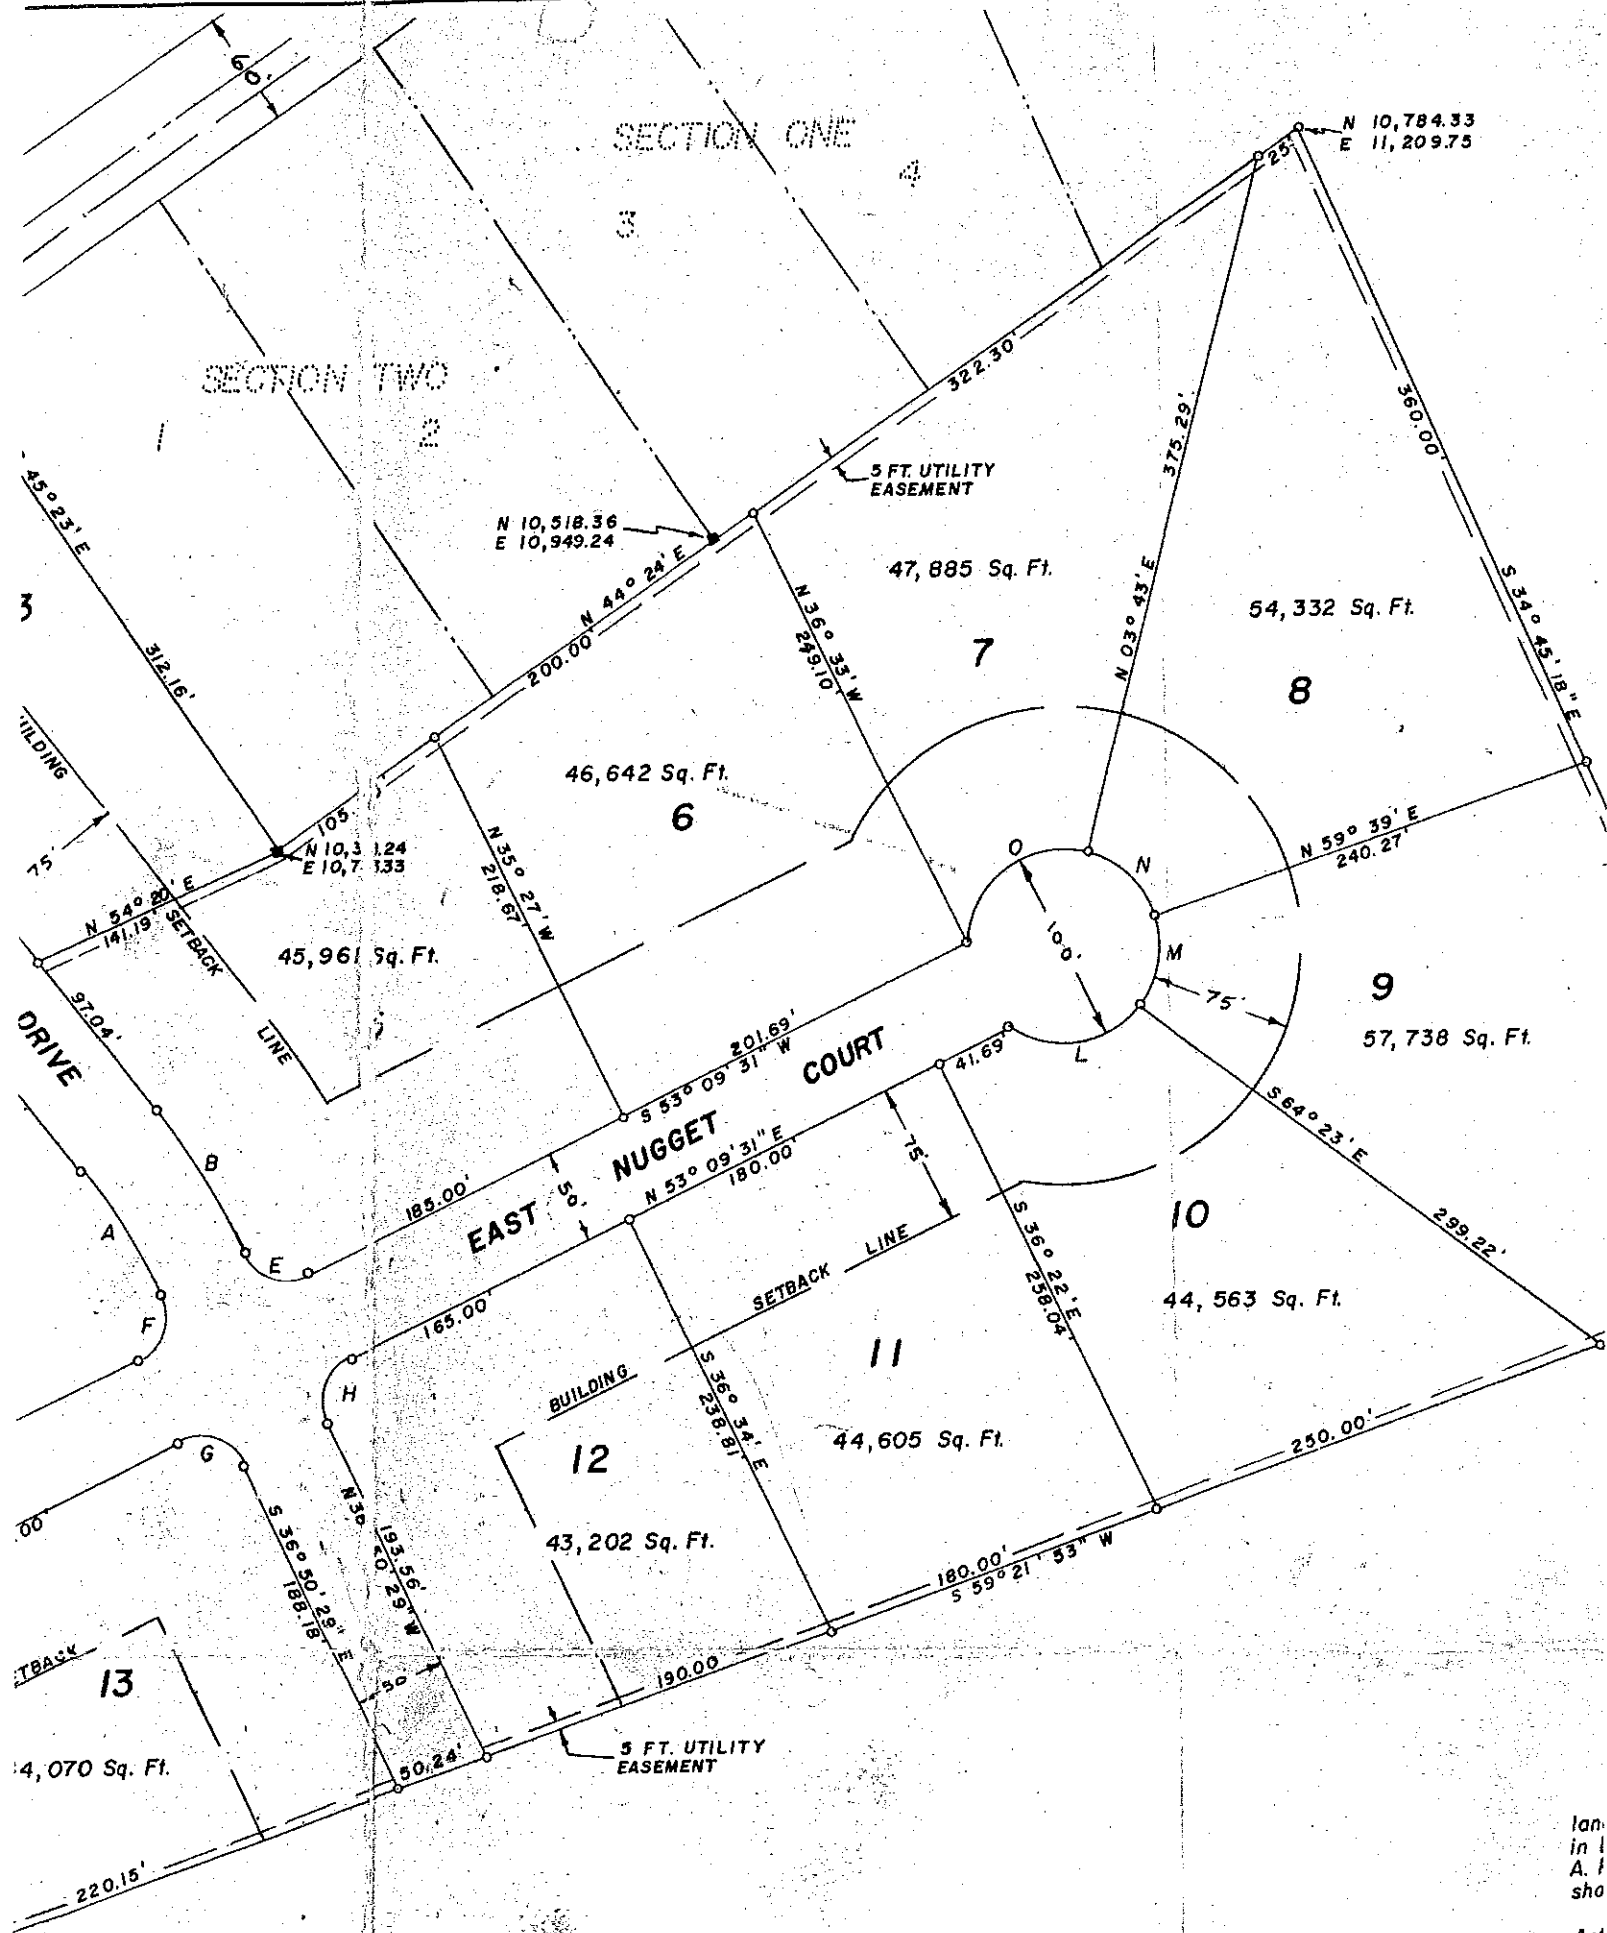 60'
SECTION ONE
4
3
N 10,784.33
E 11,209.75
25'
SECTION TWO
1
2
322.30'
360.00'
375.29'
5 FT. UTILITY
EASEMENT
45° 23' E
312.16'
N 10,518.36
E 10,949.24
N 44° 24' E
200.00'
47,885 Sq. Ft.
7
N 03° 43' E
54,332 Sq. Ft.
8
S 34° 45' 18" E
3
N 36° 33' W
249.10'
46,642 Sq. Ft.
6
75'
105.
E 10,7
N 54° 20' E
141.19'
SETBACK
LINE
N 35° 27' W
218.67'
45,961 Sq. Ft.
O
N
100.
M
L
N 59° 39' E
240.27'
75'
9
57,738 Sq. Ft.
97.04'
DRIVE
201.69'
S 53° 09' 31" W
COURT
41.69'
S 64° 23' E
299.22'
B
A
E
F
185.00'
50.
EAST NUGGET
N 53° 09' 31" E
180.00'
75'
10
44,563 Sq. Ft.
S 36° 22' E
258.04'
165.00'
H
G
BUILDING
SETBACK
LINE
11
44,605 Sq. Ft.
S 36° 34' E
238.81'
12
43,202 Sq. Ft.
250.00'
180.00'
S 59° 21' 53" W
.00'
S 36° 50' 29" E
188.18'
193.56'
50
190.00
13
4,070 Sq. Ft.
50.24'
5 FT. UTILITY
EASEMENT
220.15'
in
A.